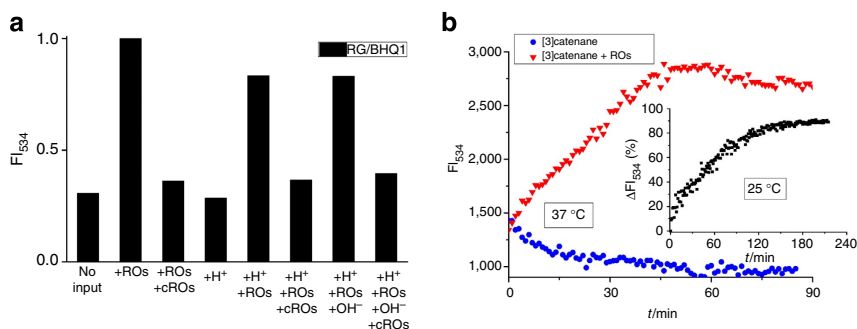 a
1.0
0.5
0.0
FI534
RG/BHQ1
No input
+ROs
+ROs +cROs
+H+
+H+ +ROs
+H+ +ROs +cROs
+H+ +ROs +OH−
+H+ +ROs +OH− +cROs
b
[3]catenane
[3]catenane + ROs
3,000
2,500
2,000
1,500
1,000
FI534
37 °C
0
30
60
90
t/min
100
80
60
40
20
0
ΔFI534 (%)
25 °C
0
60
120
180
240
t/min